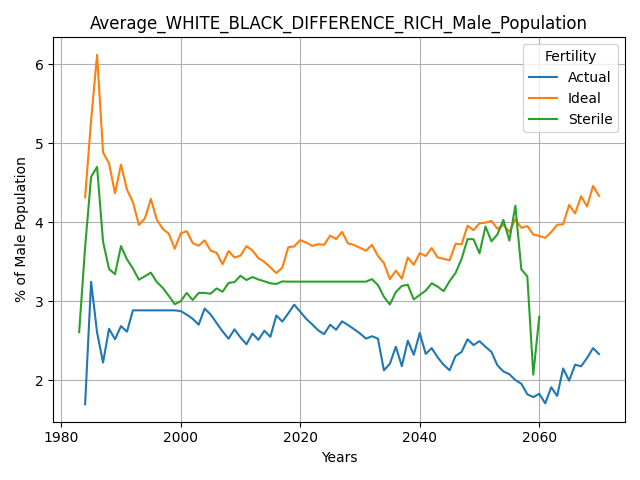 Average_WHITE_BLACK_DIFFERENCE_RICH_Male_Population
Fertility
Actual
Ideal
Sterile
% of Male Population
6
5
4
3
2
1980
2000
2020
2040
2060
Years